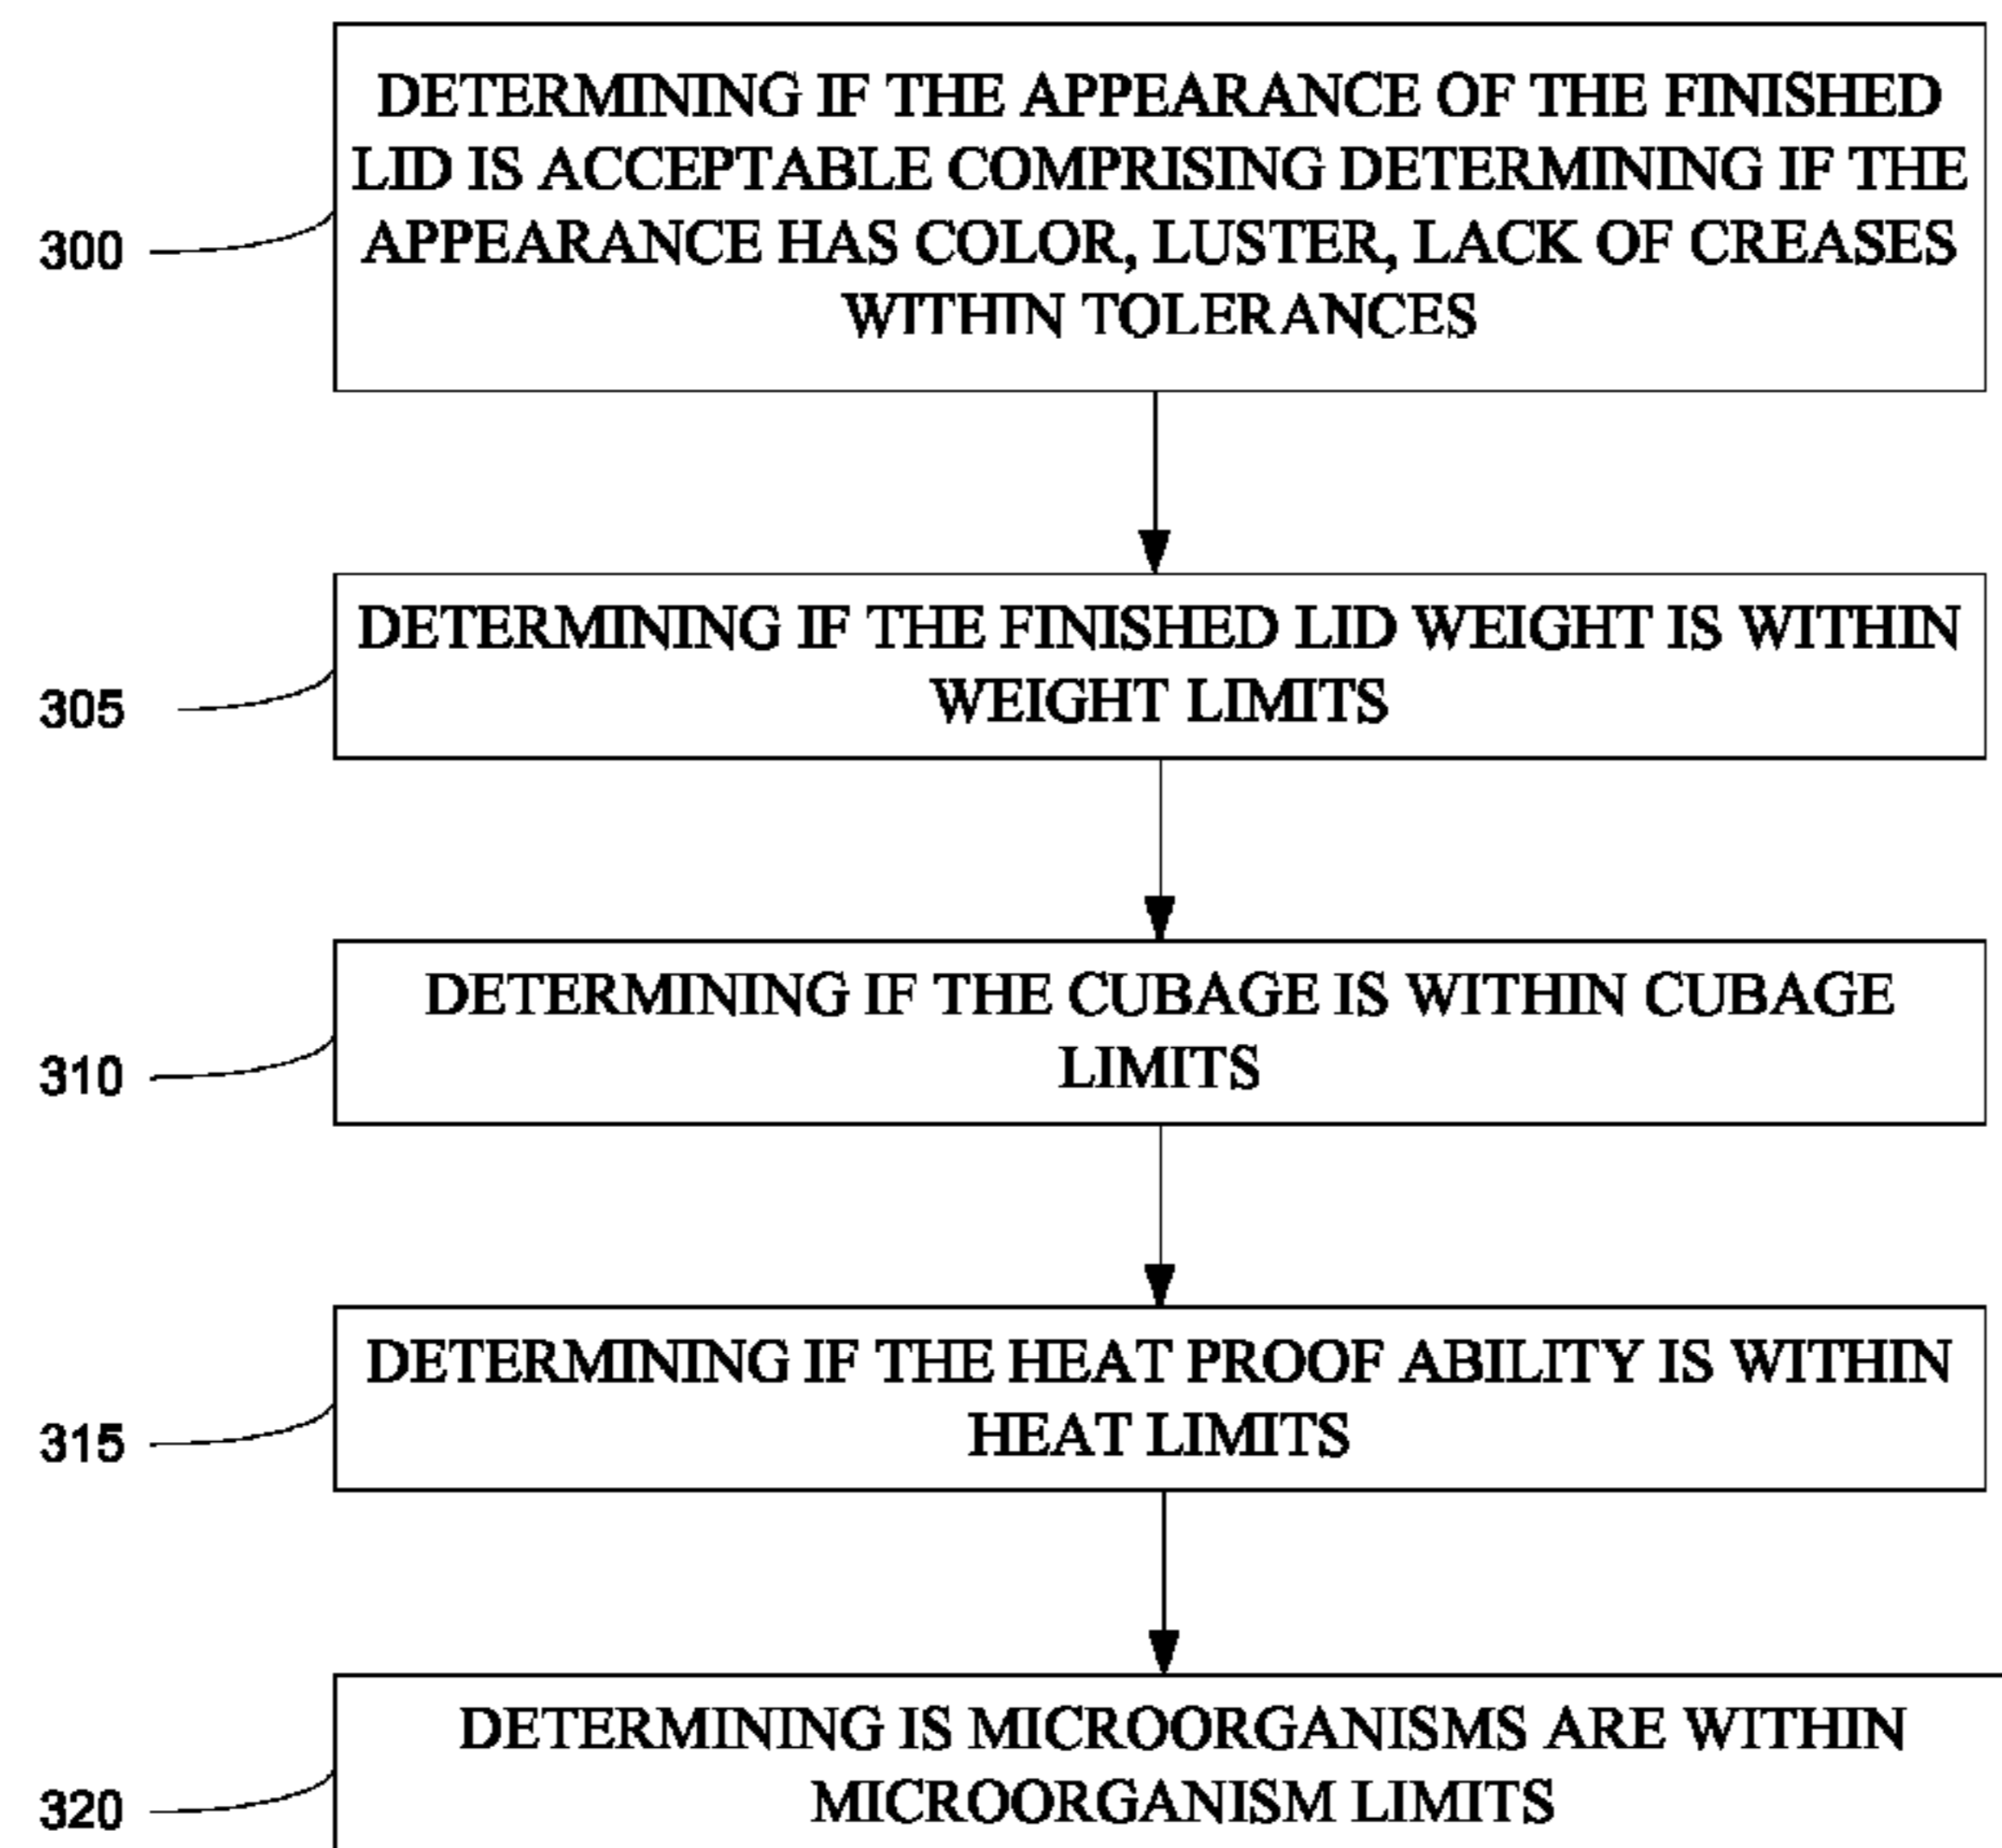 DETERMINING IF THE APPEARANCE OF THE FINISHED
LID IS ACCEPTABLE COMPRISING DETERMINING IF THE
APPEARANCE HAS COLOR, LUSTER, LACK OF CREASES
WITHIN TOLERANCES
300
DETERMINING IF THE FINISHED LID WEIGHT IS WITHIN
WEIGHT LIMITS
305
DETERMINING IF THE CUBAGE IS WITHIN CUBAGE
LIMITS
310
DETERMINING IF THE HEAT PROOF ABILITY IS WITHIN
HEAT LIMITS
315
DETERMINING IS MICROORGANISMS ARE WITHIN
MICROORGANISM LIMITS
320